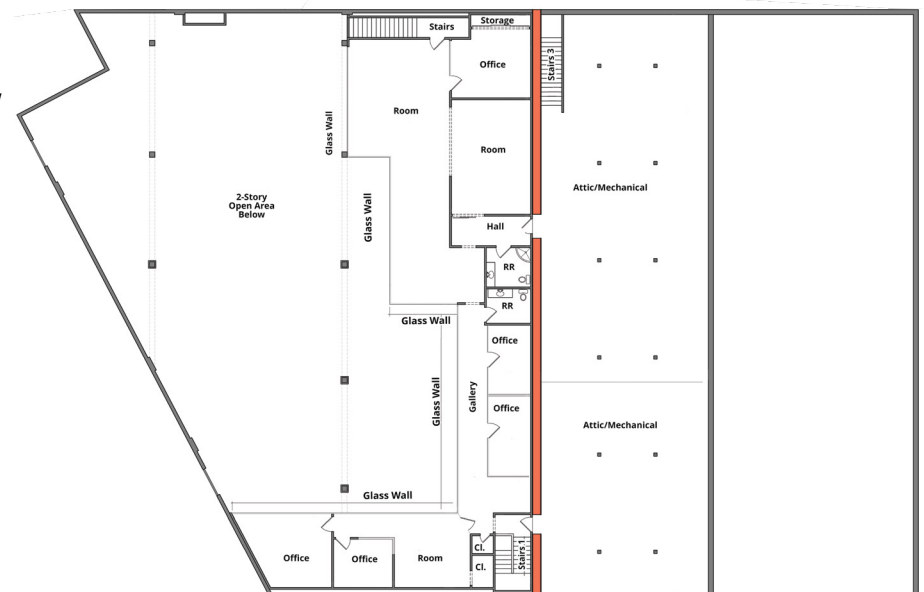 Stairs
Storage
Office
Stairs 3
Room
Glass Wall
Room
Attic/Mechanical
2-Story
Open Area
Below
Glass Wall
Hall
RR
RR
Glass Wall
Office
Glass Wall
Gallery
Office
Attic/Mechanical
Glass Wall
Office
Office
Room
Cl.
Cl.
Stairs 1